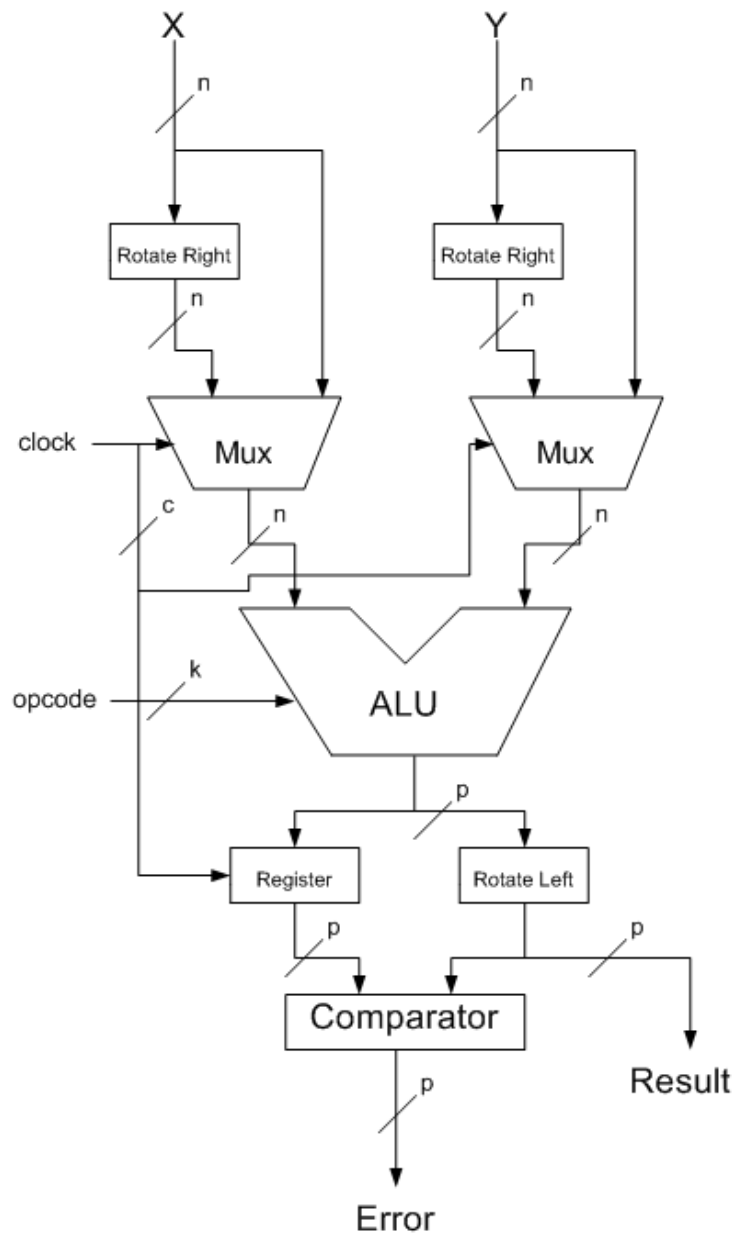 X Y
n n
Rotate Right Rotate Right
n n
clock Mux Mux
c n n
opcode k ALU
p
Register Rotate Left
p p
Comparator
Result
p
Error